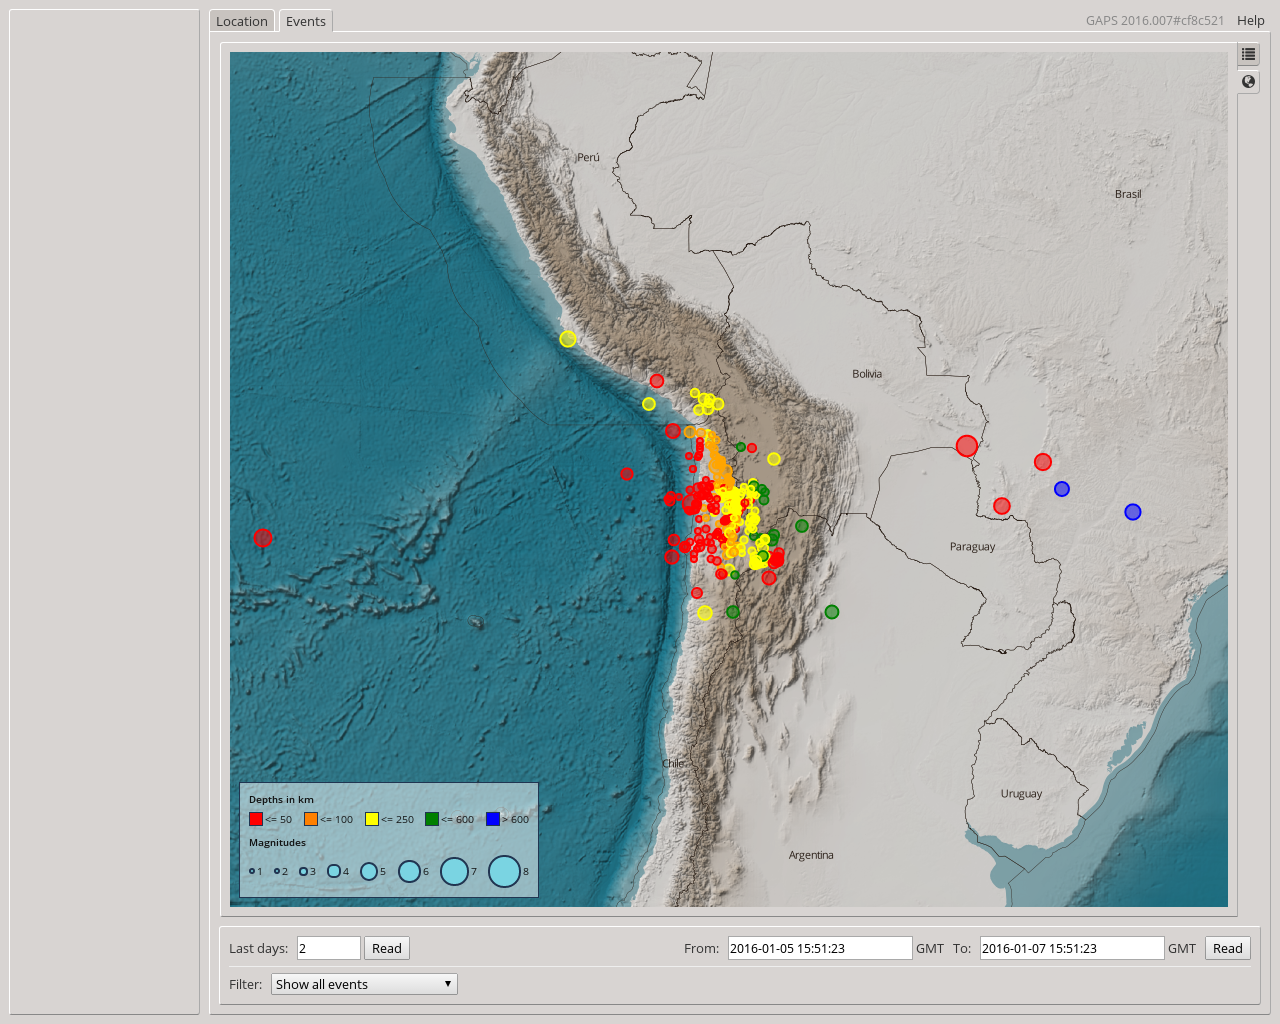 Location Events GAPS 2016.007#cf8c521 Help
Perú
Brasil
Bolivia
Paraguay
Chile
Uruguay
Argentina
Depths in km
<= 50 <= 100 <= 250 <= 600 > 600
Magnitudes
1 2 3 4 5 6 7 8
Last days: 2 Read From: 2016-01-05 15:51:23 GMT To: 2016-01-07 15:51:23 GMT Read
Filter: Show all events